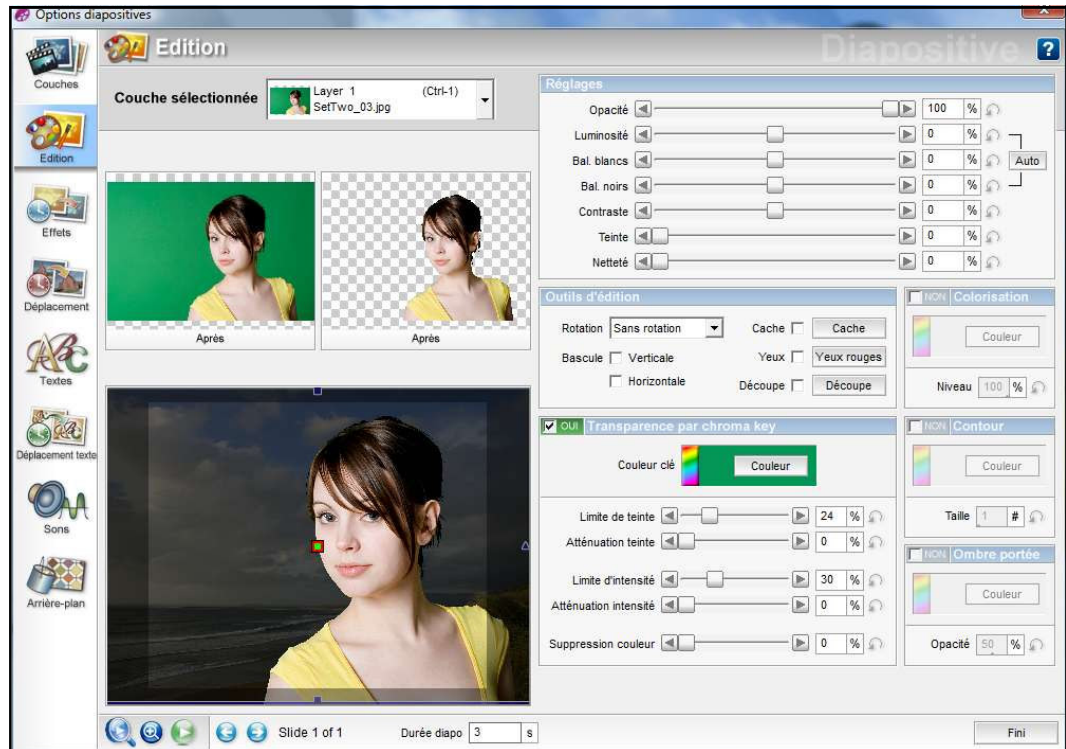 Options diapositives
x
Couches
Edition
Effets
Déplacement
Textes
Déplacement texte
Sons
Arrière-plan
Edition
Diapositive
?
Couche sélectionnée
Layer 1 (Ctrl-1)
SetTwo_03.jpg
Après
Après
Réglages
Opacité 100 %
Luminosité 0 %
Bal. blancs 0 % Auto
Bal. noirs 0 %
Contraste 0 %
Teinte 0 %
Netteté 0 %
Outils d'édition
Rotation Sans rotation Cache Cache
Bascule Verticale Yeux Yeux rouges
Horizontale Découpe Découpe
NON Colorisation
Couleur
Niveau 100 %
OUI Transparence par chroma key
Couleur clé Couleur
Limite de teinte 24 %
Atténuation teinte 0 %
Limite d'intensité 30 %
Atténuation intensité 0 %
Suppression couleur 0 %
NON Contour
Couleur
Taille 1 #
NON Ombre portée
Couleur
Opacité 50 %
Slide 1 of 1 Durée diapo 3 s
Fini